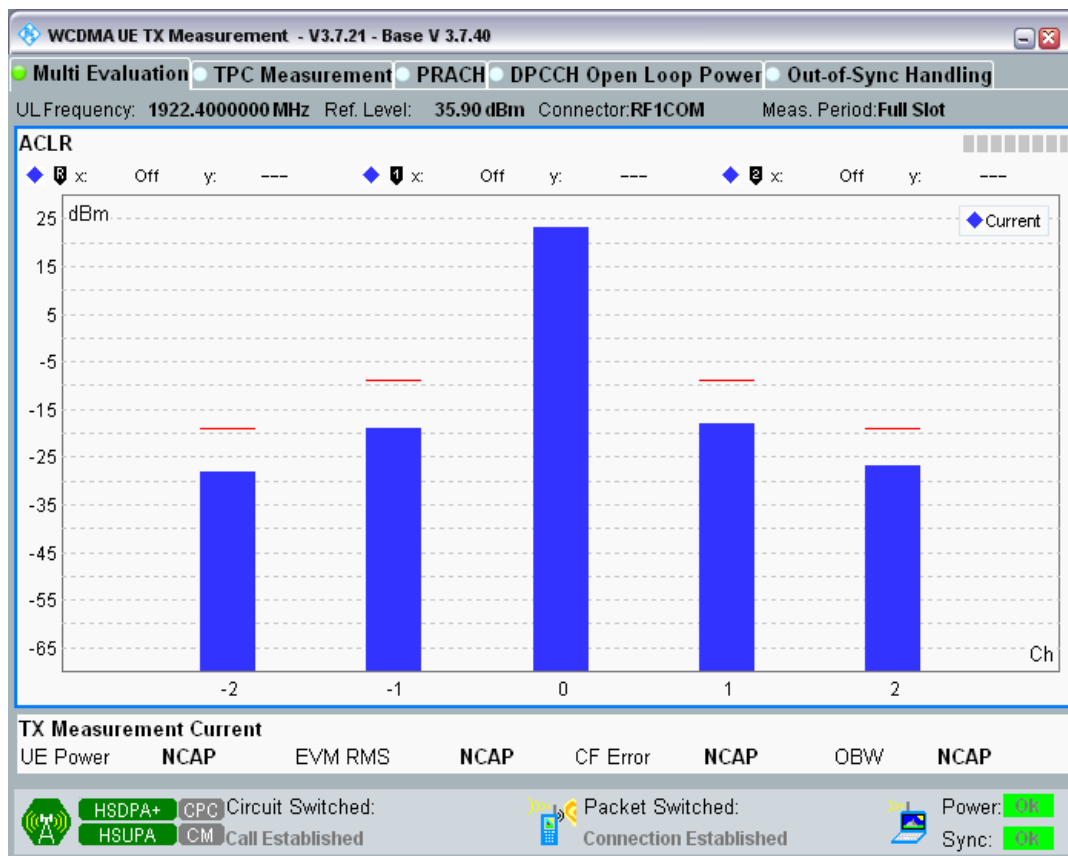 WCDMA UE TX Measurement - V3.7.21 - Base V 3.7.40
Multi Evaluation TPC Measurement PRACH DPCCH Open Loop Power Out-of-Sync Handling
UL Frequency: 1922.4000000 MHz Ref. Level: 35.90 dBm Connector:RF1COM Meas. Period:Full Slot
ACLR
R x: Off y: --- 1 x: Off y: --- 2 x: Off y: ---
dBm
Current
25
15
5
-5
-15
-25
-35
-45
-55
-65
Ch
-2 -1 0 1 2
TX Measurement Current
UE Power NCAP EVM RMS NCAP CF Error NCAP OBW NCAP
HSDPA+ CPC Circuit Switched: Packet Switched: Power: OK
HSUPA CM Call Established Connection Established Sync: OK